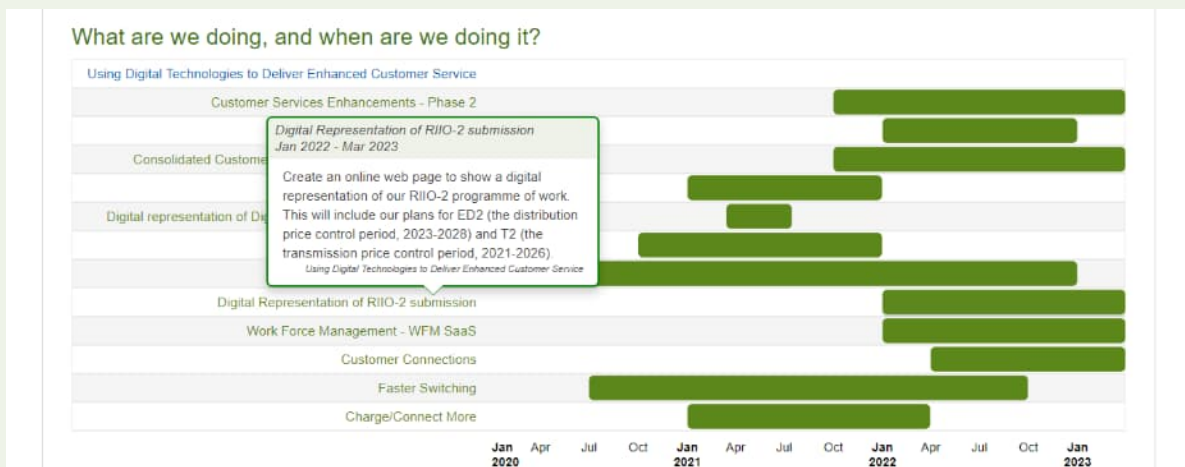 What are we doing, and when are we doing it?
Using Digital Technologies to Deliver Enhanced Customer Service
Customer Services Enhancements - Phase 2
Digital Representation of RIIO-2 submission
Jan 2022 - Mar 2023
Consolidated Custome
Create an online web page to show a digital
representation of our RIIO-2 programme of work.
This will include our plans for ED2 (the distribution
Digital representation of Di
price control period, 2023-2028) and T2 (the
transmission price control period, 2021-2026).
Using Digital Technologies to Deliver Enhanced Customer Service
Digital Representation of RIIO-2 submission
Work Force Management - WFM SaaS
Customer Connections
Faster Switching
Charge/Connect More
Jan Apr Jul Oct Jan Apr Jul Oct Jan Apr Jul Oct Jan
2020 2021 2022 2023